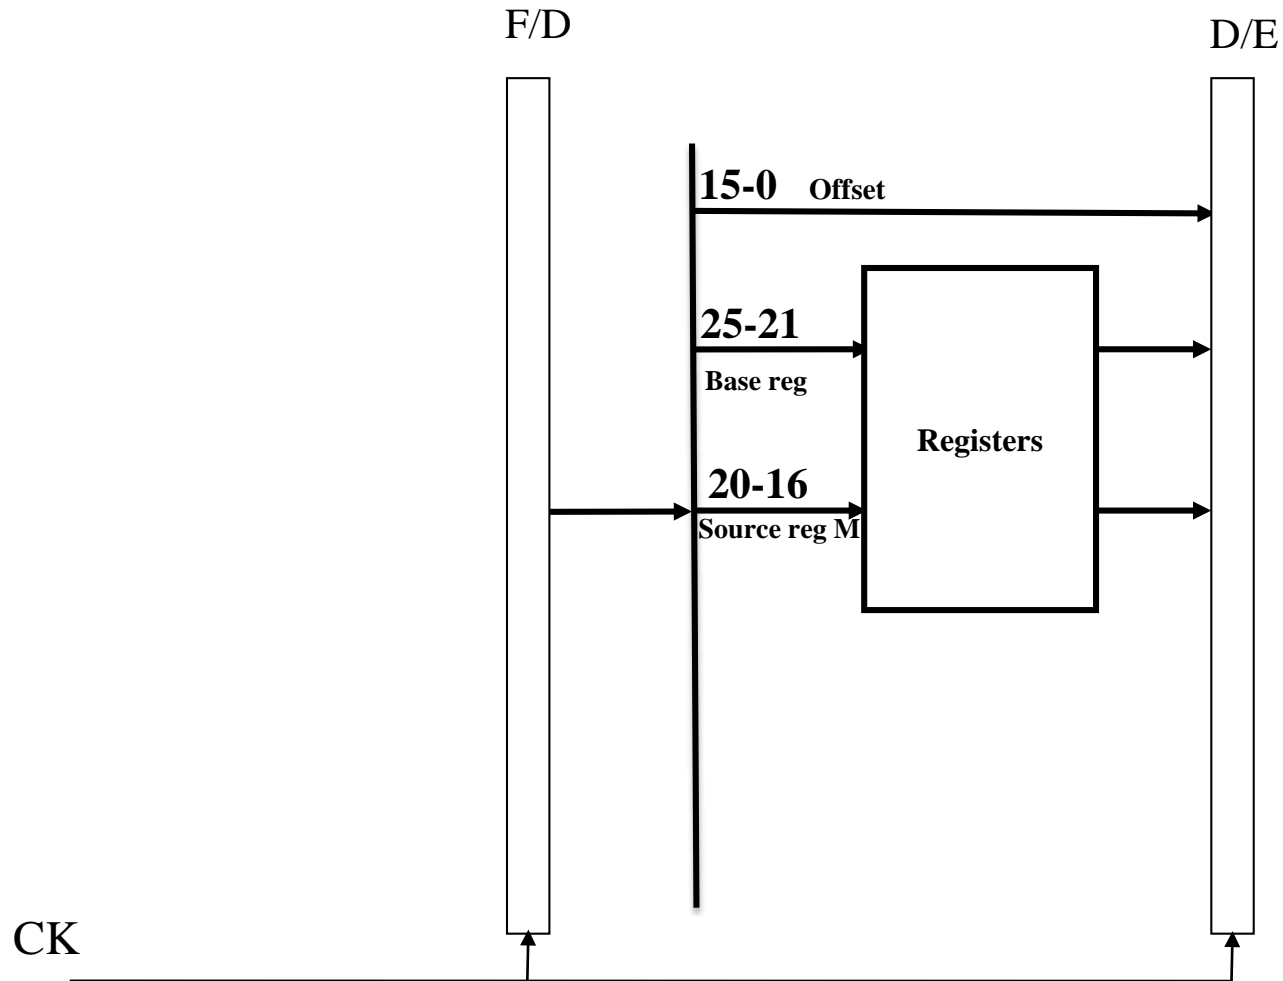 F/D
D/E
15-0 Offset
25-21
Base reg
Registers
20-16
Source reg M
CK